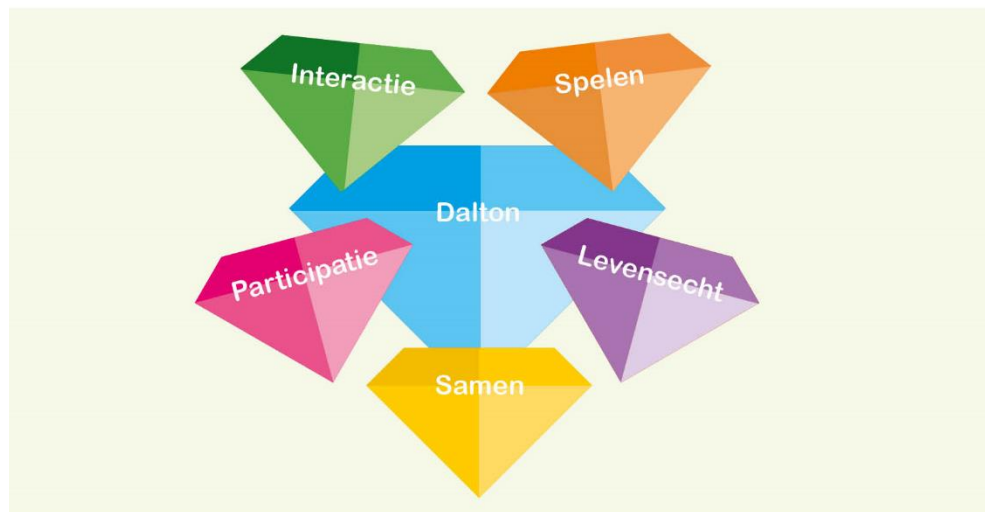 Interactie
Spelen
Dalton
Participatie
Levensecht
Samen